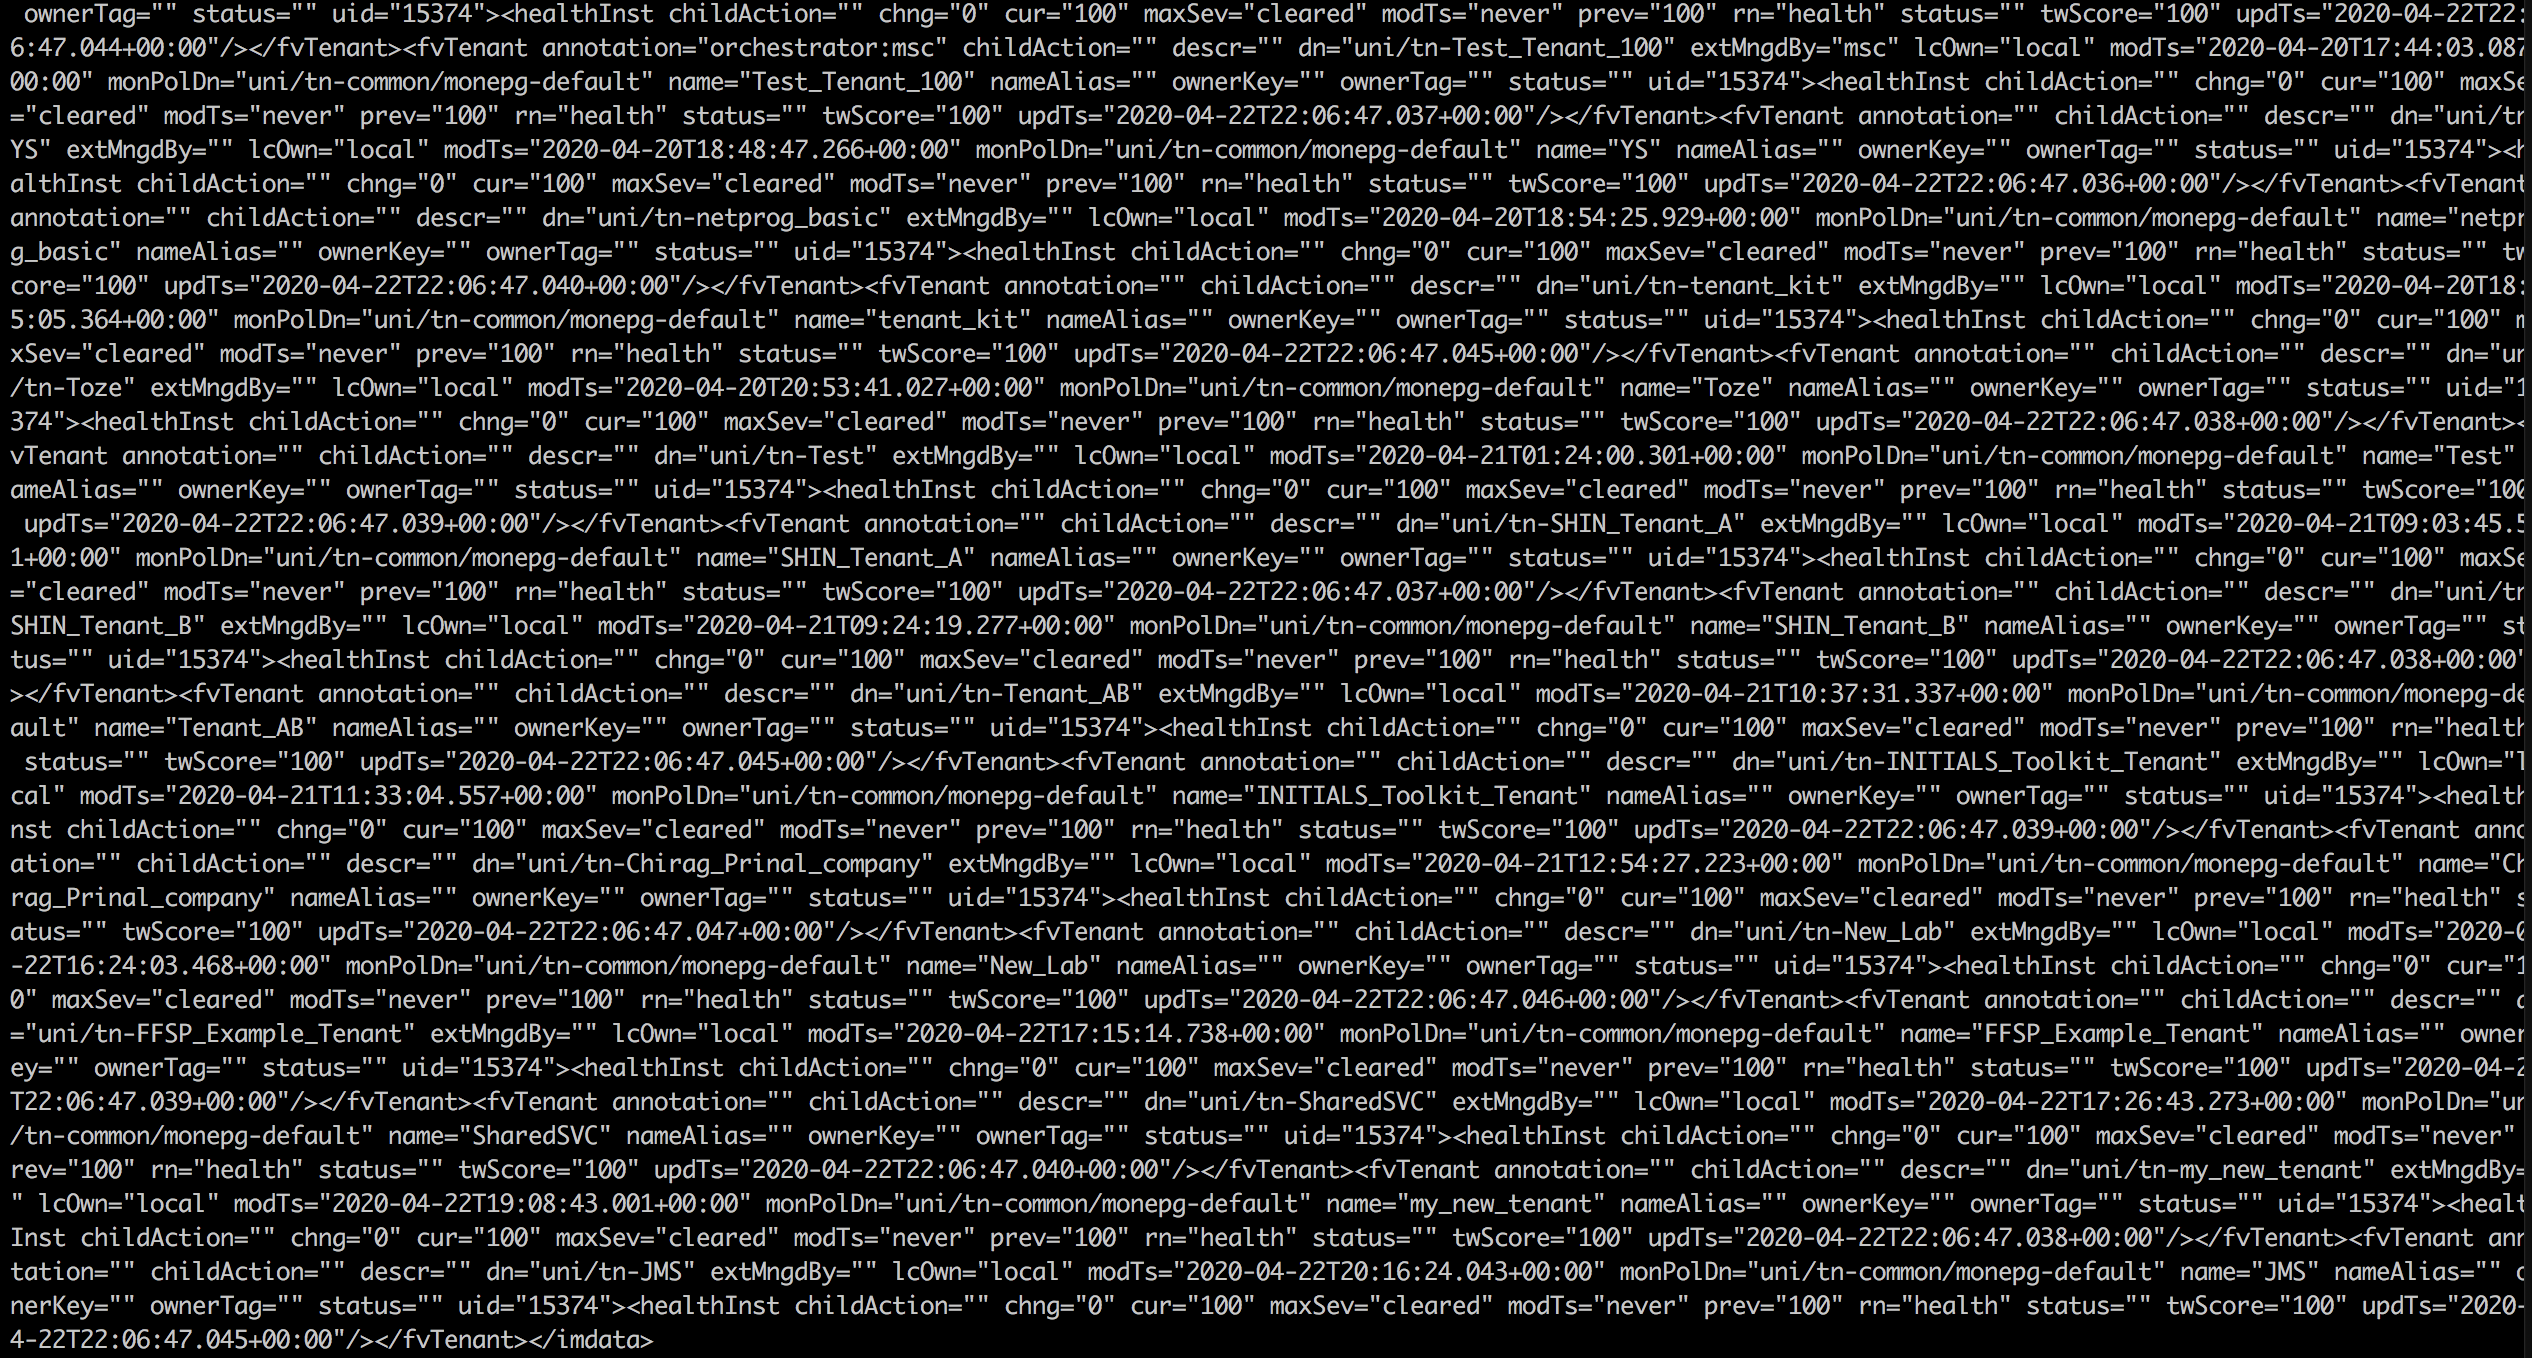 ownerTag="" status="" uid="15374"><healthInst childAction="" chng="0" cur="100" maxSev="cleared" modTs="never" prev="100" rn="health" status="" twScore="100" updTs="2020-04-22T22:
6:47.044+00:00"/></fvTenant><fvTenant annotation="orchestrator:msc" childAction="" descr="" dn="uni/tn-Test_Tenant_100" extMngdBy="msc" lcOwn="local" modTs="2020-04-20T17:44:03.087
00:00" monPolDn="uni/tn-common/monepg-default" name="Test_Tenant_100" nameAlias="" ownerKey="" ownerTag="" status="" uid="15374"><healthInst childAction="" chng="0" cur="100" maxSe
="cleared" modTs="never" prev="100" rn="health" status="" twScore="100" updTs="2020-04-22T22:06:47.037+00:00"/></fvTenant><fvTenant annotation="" childAction="" descr="" dn="uni/tn
YS" extMngdBy="" lcOwn="local" modTs="2020-04-20T18:48:47.266+00:00" monPolDn="uni/tn-common/monepg-default" name="YS" nameAlias="" ownerKey="" ownerTag="" status="" uid="15374"><h
althInst childAction="" chng="0" cur="100" maxSev="cleared" modTs="never" prev="100" rn="health" status="" twScore="100" updTs="2020-04-22T22:06:47.036+00:00"/></fvTenant><fvTenant
annotation="" childAction="" descr="" dn="uni/tn-netprog_basic" extMngdBy="" lcOwn="local" modTs="2020-04-20T18:54:25.929+00:00" monPolDn="uni/tn-common/monepg-default" name="netpr
g_basic" nameAlias="" ownerKey="" ownerTag="" status="" uid="15374"><healthInst childAction="" chng="0" cur="100" maxSev="cleared" modTs="never" prev="100" rn="health" status="" tw
core="100" updTs="2020-04-22T22:06:47.040+00:00"/></fvTenant><fvTenant annotation="" childAction="" descr="" dn="uni/tn-tenant_kit" extMngdBy="" lcOwn="local" modTs="2020-04-20T18:
5:05.364+00:00" monPolDn="uni/tn-common/monepg-default" name="tenant_kit" nameAlias="" ownerKey="" ownerTag="" status="" uid="15374"><healthInst childAction="" chng="0" cur="100" m
xSev="cleared" modTs="never" prev="100" rn="health" status="" twScore="100" updTs="2020-04-22T22:06:47.045+00:00"/></fvTenant><fvTenant annotation="" childAction="" descr="" dn="un
/tn-Toze" extMngdBy="" lcOwn="local" modTs="2020-04-20T20:53:41.027+00:00" monPolDn="uni/tn-common/monepg-default" name="Toze" nameAlias="" ownerKey="" ownerTag="" status="" uid="1
374"><healthInst childAction="" chng="0" cur="100" maxSev="cleared" modTs="never" prev="100" rn="health" status="" twScore="100" updTs="2020-04-22T22:06:47.038+00:00"/></fvTenant><
vTenant annotation="" childAction="" descr="" dn="uni/tn-Test" extMngdBy="" lcOwn="local" modTs="2020-04-21T01:24:00.301+00:00" monPolDn="uni/tn-common/monepg-default" name="Test"
ameAlias="" ownerKey="" ownerTag="" status="" uid="15374"><healthInst childAction="" chng="0" cur="100" maxSev="cleared" modTs="never" prev="100" rn="health" status="" twScore="100
updTs="2020-04-22T22:06:47.039+00:00"/></fvTenant><fvTenant annotation="" childAction="" descr="" dn="uni/tn-SHIN_Tenant_A" extMngdBy="" lcOwn="local" modTs="2020-04-21T09:03:45.5
1+00:00" monPolDn="uni/tn-common/monepg-default" name="SHIN_Tenant_A" nameAlias="" ownerKey="" ownerTag="" status="" uid="15374"><healthInst childAction="" chng="0" cur="100" maxSe
="cleared" modTs="never" prev="100" rn="health" status="" twScore="100" updTs="2020-04-22T22:06:47.037+00:00"/></fvTenant><fvTenant annotation="" childAction="" descr="" dn="uni/tn
SHIN_Tenant_B" extMngdBy="" lcOwn="local" modTs="2020-04-21T09:24:19.277+00:00" monPolDn="uni/tn-common/monepg-default" name="SHIN_Tenant_B" nameAlias="" ownerKey="" ownerTag="" st
tus="" uid="15374"><healthInst childAction="" chng="0" cur="100" maxSev="cleared" modTs="never" prev="100" rn="health" status="" twScore="100" updTs="2020-04-22T22:06:47.038+00:00"
></fvTenant><fvTenant annotation="" childAction="" descr="" dn="uni/tn-Tenant_AB" extMngdBy="" lcOwn="local" modTs="2020-04-21T10:37:31.337+00:00" monPolDn="uni/tn-common/monepg-de
ault" name="Tenant_AB" nameAlias="" ownerKey="" ownerTag="" status="" uid="15374"><healthInst childAction="" chng="0" cur="100" maxSev="cleared" modTs="never" prev="100" rn="health
status="" twScore="100" updTs="2020-04-22T22:06:47.045+00:00"/></fvTenant><fvTenant annotation="" childAction="" descr="" dn="uni/tn-INITIALS_Toolkit_Tenant" extMngdBy="" lcOwn="l
cal" modTs="2020-04-21T11:33:04.557+00:00" monPolDn="uni/tn-common/monepg-default" name="INITIALS_Toolkit_Tenant" nameAlias="" ownerKey="" ownerTag="" status="" uid="15374"><health
nst childAction="" chng="0" cur="100" maxSev="cleared" modTs="never" prev="100" rn="health" status="" twScore="100" updTs="2020-04-22T22:06:47.039+00:00"/></fvTenant><fvTenant anno
ation="" childAction="" descr="" dn="uni/tn-Chirag_Prinal_company" extMngdBy="" lcOwn="local" modTs="2020-04-21T12:54:27.223+00:00" monPolDn="uni/tn-common/monepg-default" name="Ch
rag_Prinal_company" nameAlias="" ownerKey="" ownerTag="" status="" uid="15374"><healthInst childAction="" chng="0" cur="100" maxSev="cleared" modTs="never" prev="100" rn="health" s
atus="" twScore="100" updTs="2020-04-22T22:06:47.047+00:00"/></fvTenant><fvTenant annotation="" childAction="" descr="" dn="uni/tn-New_Lab" extMngdBy="" lcOwn="local" modTs="2020-0
-22T16:24:03.468+00:00" monPolDn="uni/tn-common/monepg-default" name="New_Lab" nameAlias="" ownerKey="" ownerTag="" status="" uid="15374"><healthInst childAction="" chng="0" cur="1
0" maxSev="cleared" modTs="never" prev="100" rn="health" status="" twScore="100" updTs="2020-04-22T22:06:47.046+00:00"/></fvTenant><fvTenant annotation="" childAction="" descr="" d
="uni/tn-FFSP_Example_Tenant" extMngdBy="" lcOwn="local" modTs="2020-04-22T17:15:14.738+00:00" monPolDn="uni/tn-common/monepg-default" name="FFSP_Example_Tenant" nameAlias="" owner
ey="" ownerTag="" status="" uid="15374"><healthInst childAction="" chng="0" cur="100" maxSev="cleared" modTs="never" prev="100" rn="health" status="" twScore="100" updTs="2020-04-2
T22:06:47.039+00:00"/></fvTenant><fvTenant annotation="" childAction="" descr="" dn="uni/tn-SharedSVC" extMngdBy="" lcOwn="local" modTs="2020-04-22T17:26:43.273+00:00" monPolDn="un
/tn-common/monepg-default" name="SharedSVC" nameAlias="" ownerKey="" ownerTag="" status="" uid="15374"><healthInst childAction="" chng="0" cur="100" maxSev="cleared" modTs="never"
rev="100" rn="health" status="" twScore="100" updTs="2020-04-22T22:06:47.040+00:00"/></fvTenant><fvTenant annotation="" childAction="" descr="" dn="uni/tn-my_new_tenant" extMngdBy=
" lcOwn="local" modTs="2020-04-22T19:08:43.001+00:00" monPolDn="uni/tn-common/monepg-default" name="my_new_tenant" nameAlias="" ownerKey="" ownerTag="" status="" uid="15374"><healt
Inst childAction="" chng="0" cur="100" maxSev="cleared" modTs="never" prev="100" rn="health" status="" twScore="100" updTs="2020-04-22T22:06:47.038+00:00"/></fvTenant><fvTenant ann
tation="" childAction="" descr="" dn="uni/tn-JMS" extMngdBy="" lcOwn="local" modTs="2020-04-22T20:16:24.043+00:00" monPolDn="uni/tn-common/monepg-default" name="JMS" nameAlias="" o
nerKey="" ownerTag="" status="" uid="15374"><healthInst childAction="" chng="0" cur="100" maxSev="cleared" modTs="never" prev="100" rn="health" status="" twScore="100" updTs="2020-
4-22T22:06:47.045+00:00"/></fvTenant></imdata>